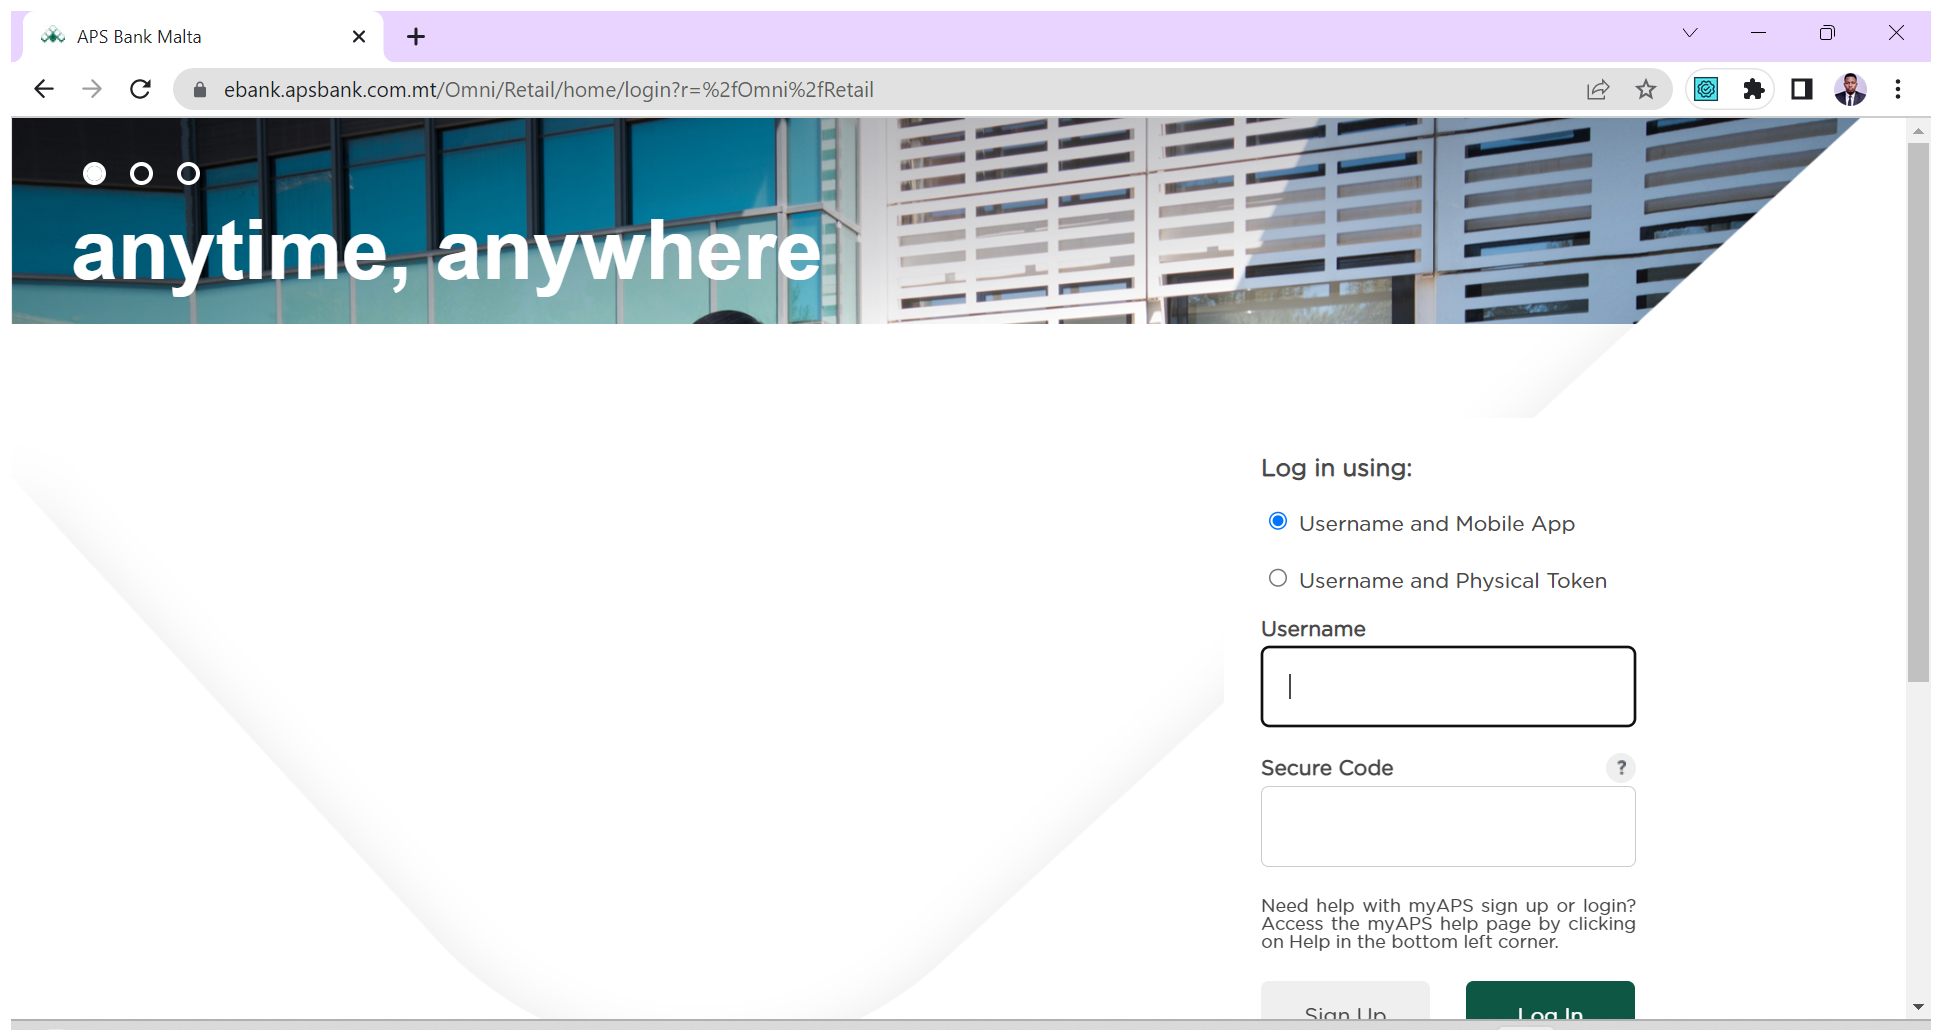 APS Bank Malta
ebank.apsbank.com.mt/Omni/Retail/home/login?r=%2fOmni%2fRetail
anytime, anywhere
Log in using:
Username and Mobile App
Username and Physical Token
Username
Secure Code
?
Need help with myAPS sign up or login?
Access the myAPS help page by clicking
on Help in the bottom left corner.
Sign Up
Log In